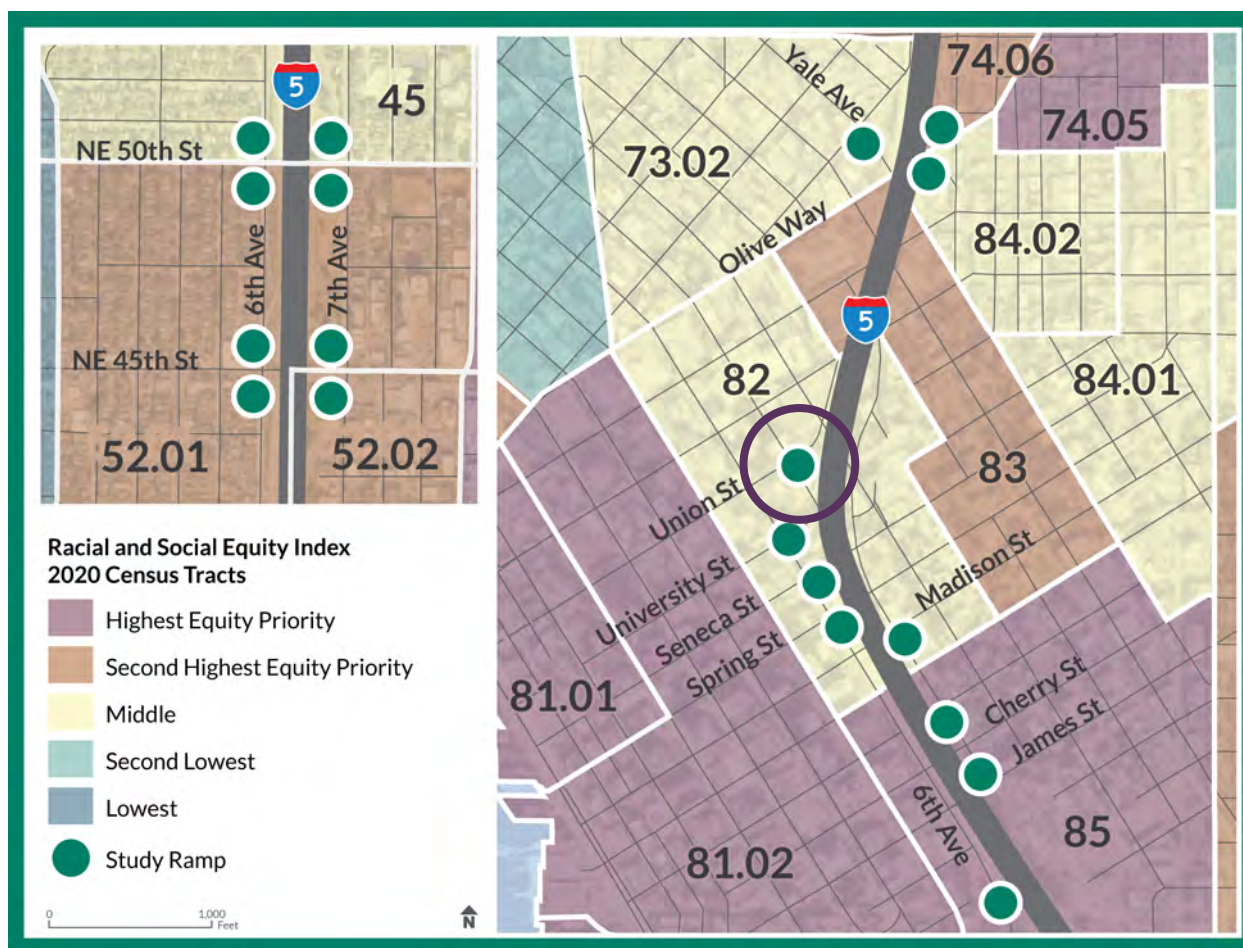 5
45
NE 50th St
6th Ave
7th Ave
NE 45th St
52.01
52.02
Racial and Social Equity Index
2020 Census Tracts
Highest Equity Priority
Second Highest Equity Priority
Middle
Second Lowest
Lowest
Study Ramp
0
1,000
Feet
N
Yale Ave
74.06
74.05
73.02
Olive Way
84.02
5
82
84.01
83
Union St
University St
Seneca St
Spring St
Madison St
81.01
Cherry St
James St
6th Ave
85
81.02